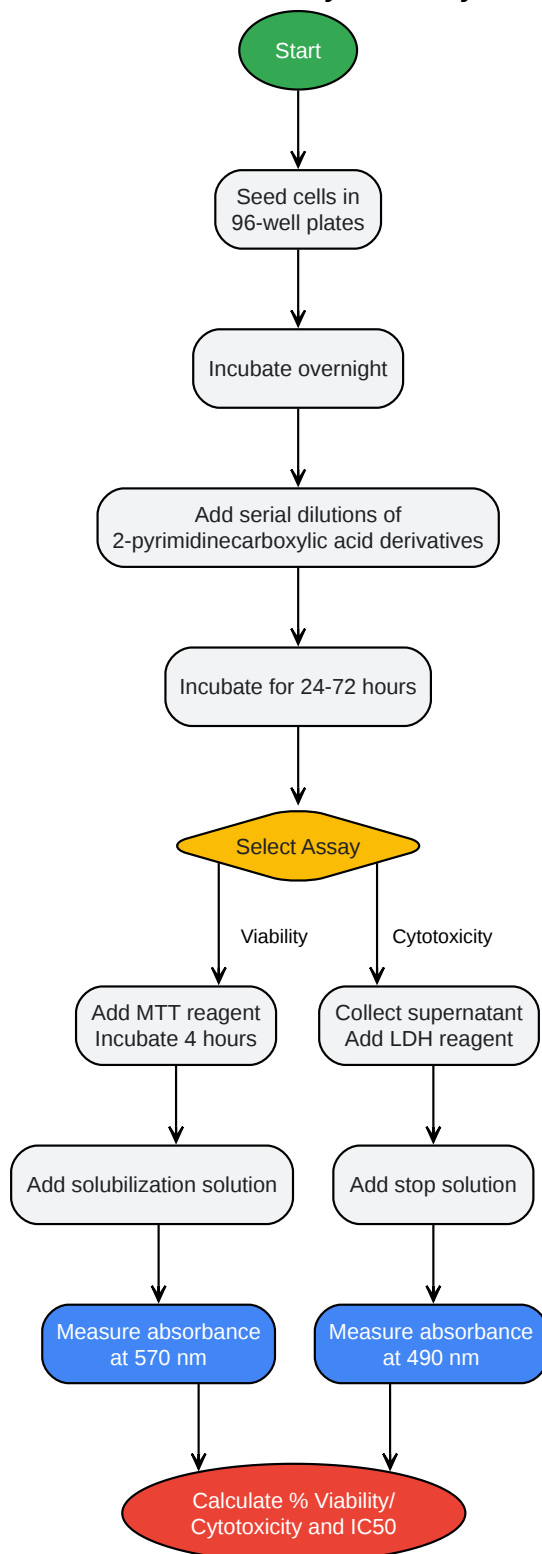 Start
Seed cells in
96-well plates
Incubate overnight
Add serial dilutions of
2-pyrimidinecarboxylic acid derivatives
Incubate for 24-72 hours
Select Assay
Viability
Cytotoxicity
Add MTT reagent
Incubate 4 hours
Collect supernatant
Add LDH reagent
Add solubilization solution
Add stop solution
Measure absorbance
at 570 nm
Measure absorbance
at 490 nm
Calculate % Viability/
Cytotoxicity and IC50